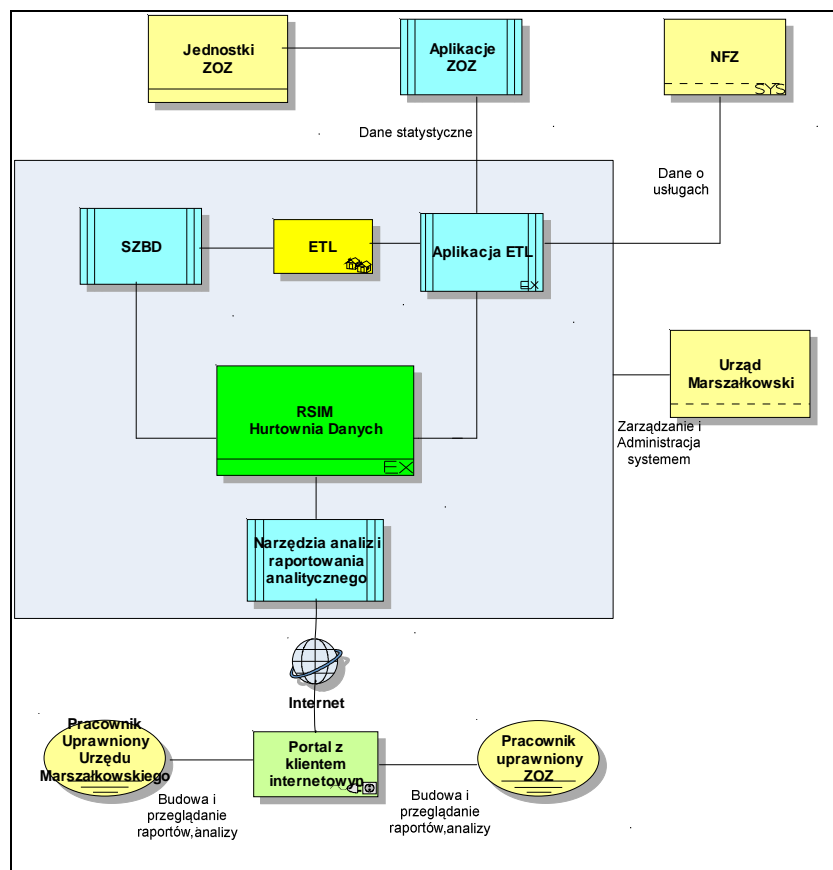 Jednostki
ZOZ
Aplikacje
ZOZ
NFZ
SYS
Dane statystyczne
Dane o
usługach
SZBD
ETL
Aplikacja ETL
EX
Urząd
Marszałkowski
RSIM
Hurtownia Danych
EX
Zarządzanie i
Administracja
systemem
Narzędzia analiz i
raportowania
analitycznego
Internet
Pracownik
Uprawniony
Urzędu
Marszałkowskiego
Portal z
klientem
internetowyn
Pracownik
uprawniony
ZOZ
Budowa i
przeglądanie
raportów,analizy
Budowa i
przeglądanie
raportów,analizy